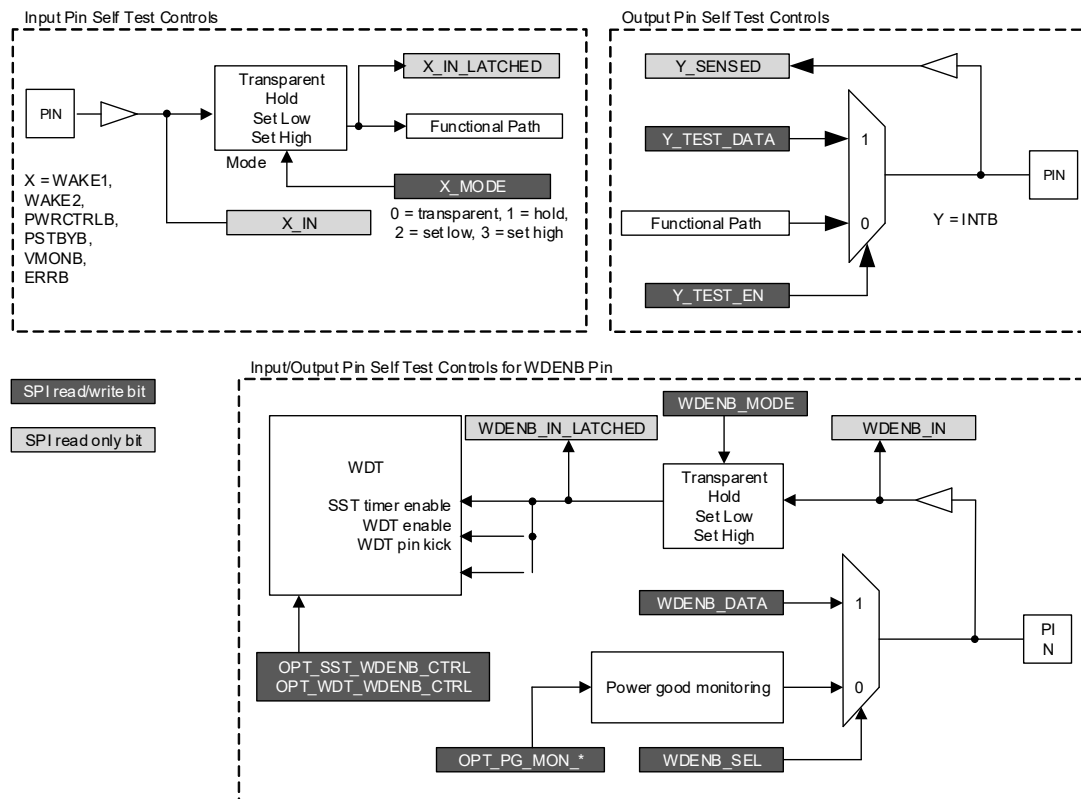 Input Pin Self Test Controls
PIN
Transparent
Hold
Set Low
Set High
Mode
X_IN_LATCHED
Functional Path
X_MODE
0 = transparent, 1 = hold,
2 = set low, 3 = set high
X_IN
X = WAKE1,
WAKE2,
PWRCTRLB,
PSTBYB,
VMONB,
ERRB
Output Pin Self Test Controls
Y_SENSED
Y_TEST_DATA
1
Functional Path
0
Y_TEST_EN
Y = INTB
PIN
SPI read/write bit
SPI read only bit
Input/Output Pin Self Test Controls for WDENB Pin
WDT
SST timer enable
WDT enable
WDT pin kick
WDENB_IN_LATCHED
WDENB_MODE
Transparent
Hold
Set Low
Set High
WDENB_IN
WDENB_DATA
1
PI
N
OPT_SST_WDENB_CTRL
OPT_WDT_WDENB_CTRL
Power good monitoring
0
OPT_PG_MON_*
WDENB_SEL